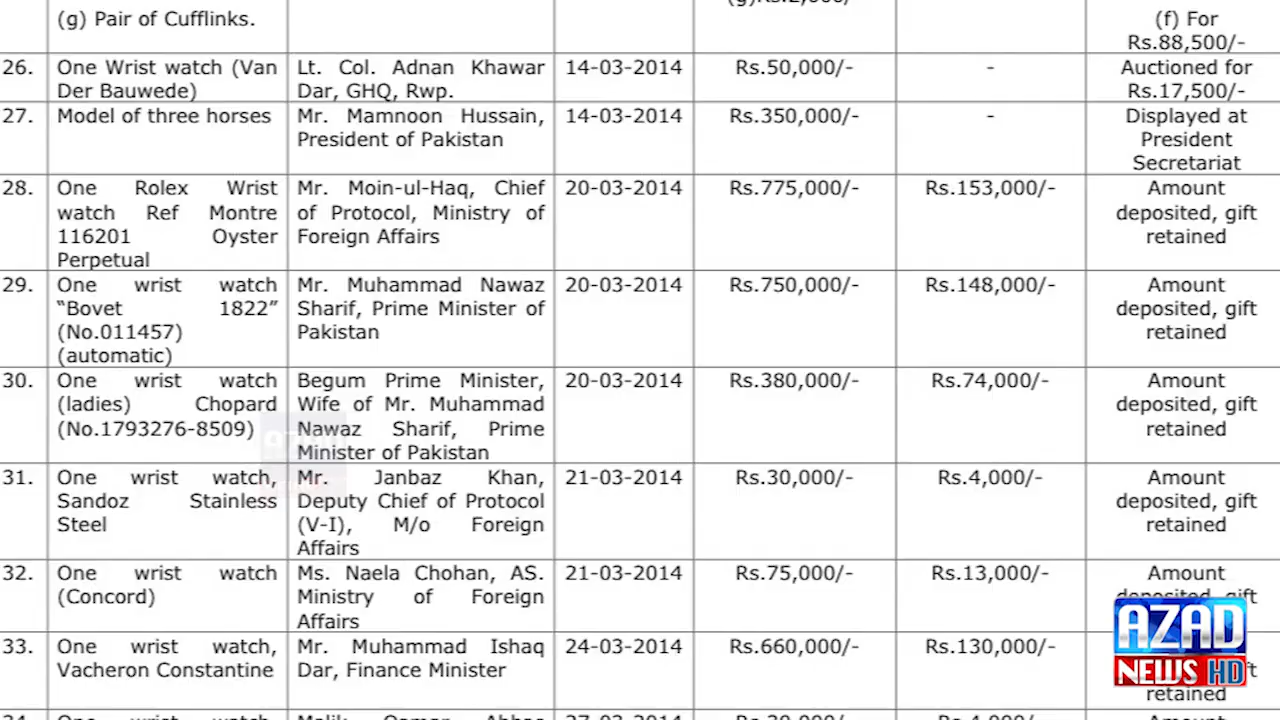 (g) Pair of Cufflinks.
(g)Rs.2,000/-
(f) For
Rs.88,500/-
26. One Wrist watch (Van Lt. Col. Adnan Khawar 14-03-2014 Rs.50,000/- - Auctioned for
Der Bauwede) Dar, GHQ, Rwp. Rs.17,500/-
27. Model of three horses Mr. Mamnoon Hussain, 14-03-2014 Rs.350,000/- - Displayed at
President of Pakistan President
Secretariat
28. One Rolex Wrist Mr. Moin-ul-Haq, Chief 20-03-2014 Rs.775,000/- Rs.153,000/- Amount
watch Ref Montre of Protocol, Ministry of deposited, gift
116201 Oyster Foreign Affairs retained
Perpetual
29. One wrist watch Mr. Muhammad Nawaz 20-03-2014 Rs.750,000/- Rs.148,000/- Amount
“Bovet 1822” Sharif, Prime Minister of deposited, gift
(No.011457) Pakistan retained
(automatic)
30. One wrist watch Begum Prime Minister, 20-03-2014 Rs.380,000/- Rs.74,000/- Amount
(ladies) Chopard Wife of Mr. Muhammad deposited, gift
(No.1793276-8509) Nawaz Sharif, Prime retained
Minister of Pakistan
31. One wrist watch, Mr. Janbaz Khan, 21-03-2014 Rs.30,000/- Rs.4,000/- Amount
Sandoz Stainless Deputy Chief of Protocol deposited, gift
Steel (V-I), M/o Foreign retained
Affairs
32. One wrist watch Ms. Naela Chohan, AS. 21-03-2014 Rs.75,000/- Rs.13,000/- Amount
(Concord) Ministry of Foreign deposited, gift
Affairs
33. One wrist watch, Mr. Muhammad Ishaq 24-03-2014 Rs.660,000/- Rs.130,000/-
Vacheron Constantine Dar, Finance Minister gift
retained
AZAD
NEWS HD